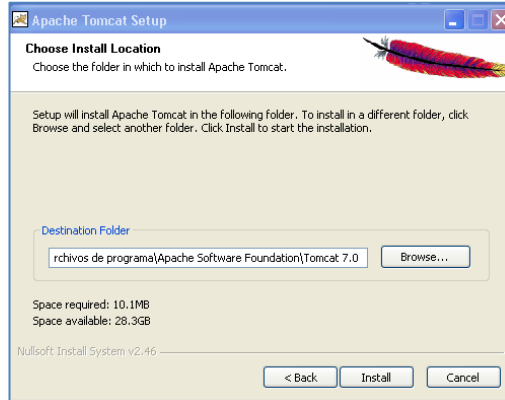 Apache Tomcat Setup
Choose Install Location
Choose the folder in which to install Apache Tomcat.
Setup will install Apache Tomcat in the following folder. To install in a different folder, click
Browse and select another folder. Click Install to start the installation.
Destination Folder
rchivos de programa\Apache Software Foundation\Tomcat 7.0
Browse...
Space required: 10.1MB
Space available: 28.3GB
Nullsoft Install System v2.46
< Back
Install
Cancel